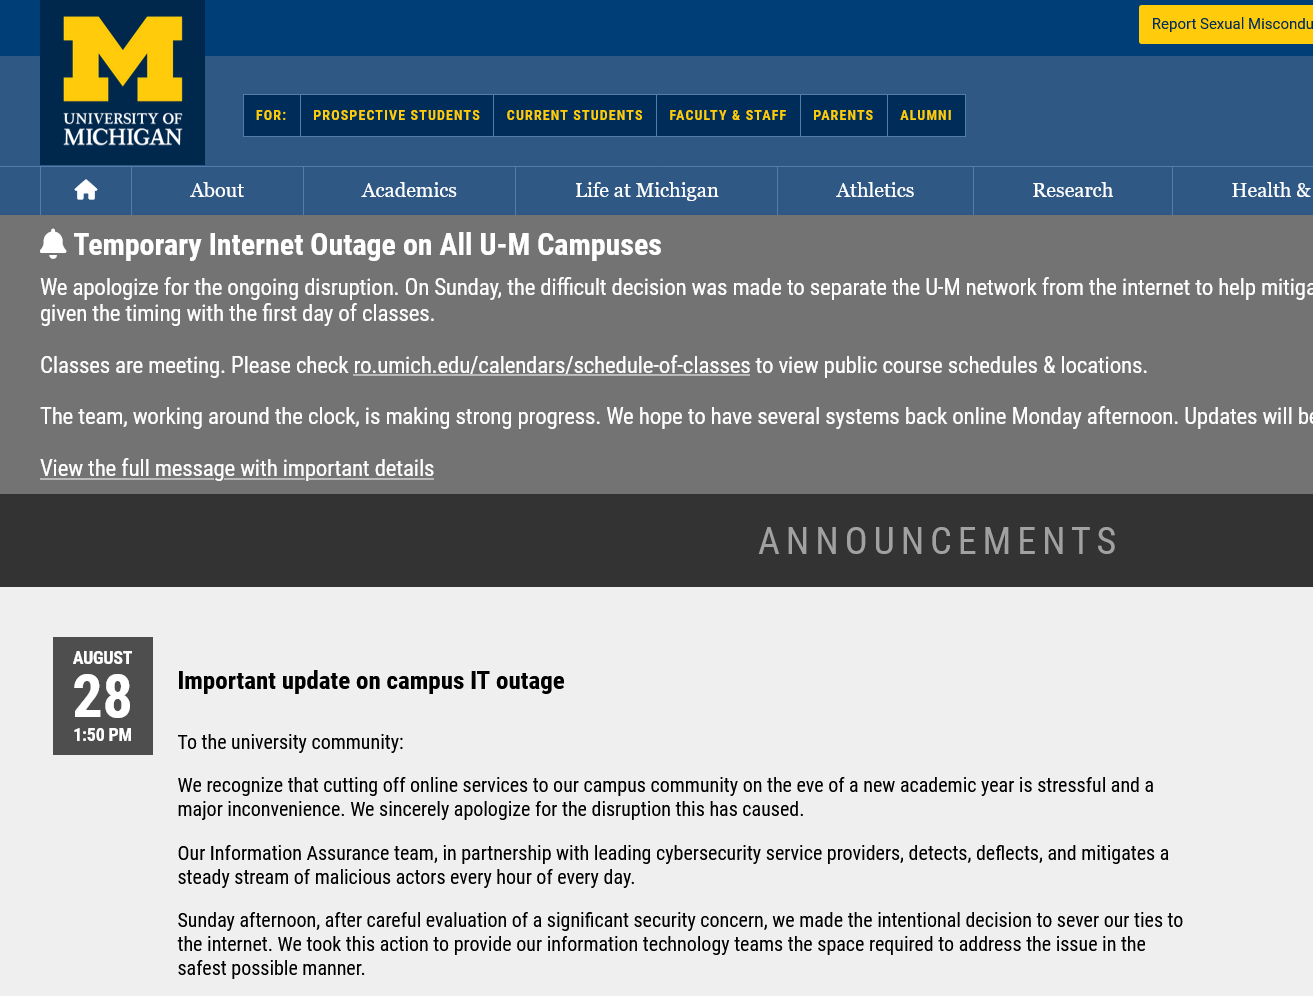 Report Sexual
M
UNIVERSITY OF
MICHIGAN
FOR: PROSPECTIVE STUDENTS CURRENT STUDENTS FACULTY & STAFF PARENTS ALUMNI
About Academics Life at Michigan Athletics Research Health &
Temporary Internet Outage on All U-M Campuses
We apologize for the ongoing disruption. On Sunday, the difficult decision was made to separate the U-M network from the internet to help
given the timing with the first day of classes.
Classes are meeting. Please check ro.umich.edu/calendars/schedule-of-classes to view public course schedules & locations.
The team, working around the clock, is making strong progress. We hope to have several systems back online Monday afternoon. Updates will be
View the full message with important details
ANNOUNCEMENTS
AUGUST
28
1:50 PM
Important update on campus IT outage
To the university community:
We recognize that cutting off online services to our campus community on the eve of a new academic year is stressful and a
major inconvenience. We sincerely apologize for the disruption this has caused.
Our Information Assurance team, in partnership with leading cybersecurity service providers, detects, deflects, and mitigates a
steady stream of malicious actors every hour of every day.
Sunday afternoon, after careful evaluation of a significant security concern, we made the intentional decision to sever our ties to
the internet. We took this action to provide our information technology teams the space required to address the issue in the
safest possible manner.